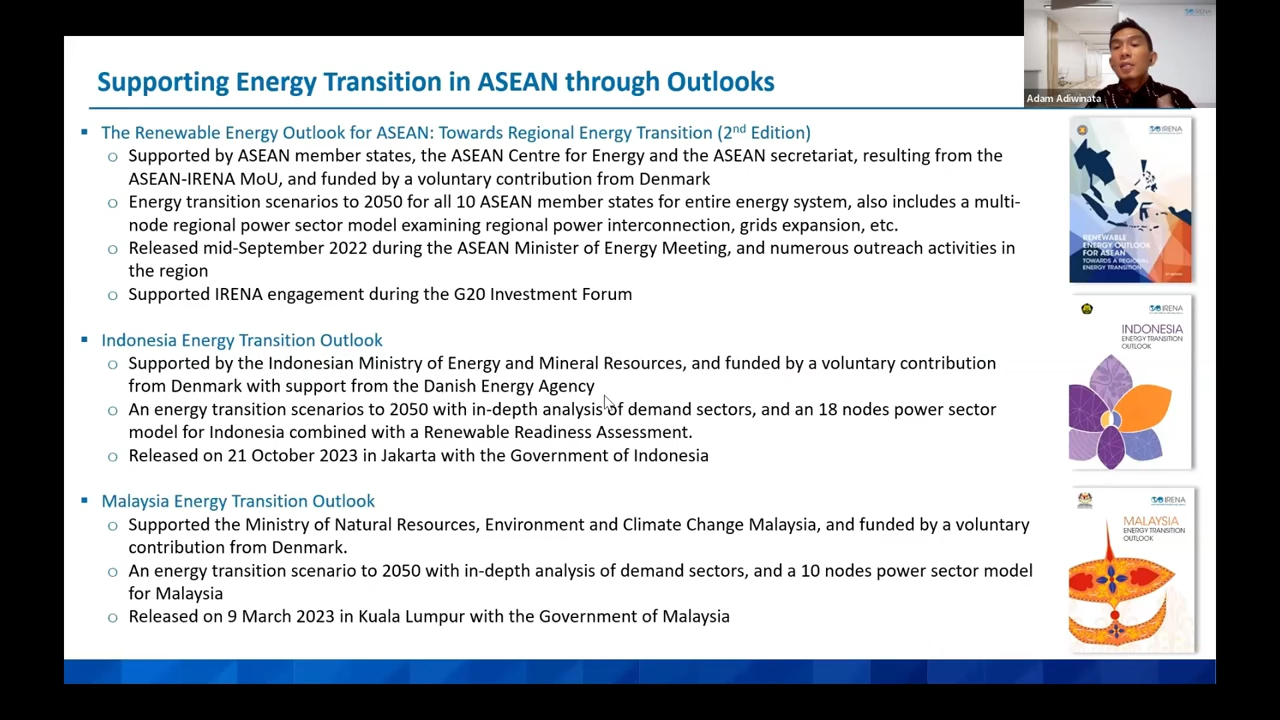 IRENA
Adam Adiwinata
Supporting Energy Transition in ASEAN through Outlooks
▪ The Renewable Energy Outlook for ASEAN: Towards Regional Energy Transition (2nd Edition)
o Supported by ASEAN member states, the ASEAN Centre for Energy and the ASEAN secretariat, resulting from the
ASEAN-IRENA MoU, and funded by a voluntary contribution from Denmark
o Energy transition scenarios to 2050 for all 10 ASEAN member states for entire energy system, also includes a multi-
node regional power sector model examining regional power interconnection, grids expansion, etc.
o Released mid-September 2022 during the ASEAN Minister of Energy Meeting, and numerous outreach activities in
the region
o Supported IRENA engagement during the G20 Investment Forum
▪ Indonesia Energy Transition Outlook
o Supported by the Indonesian Ministry of Energy and Mineral Resources, and funded by a voluntary contribution
from Denmark with support from the Danish Energy Agency
o An energy transition scenarios to 2050 with in-depth analysis of demand sectors, and an 18 nodes power sector
model for Indonesia combined with a Renewable Readiness Assessment.
o Released on 21 October 2023 in Jakarta with the Government of Indonesia
▪ Malaysia Energy Transition Outlook
o Supported the Ministry of Natural Resources, Environment and Climate Change Malaysia, and funded by a voluntary
contribution from Denmark.
o An energy transition scenario to 2050 with in-depth analysis of demand sectors, and a 10 nodes power sector model
for Malaysia
o Released on 9 March 2023 in Kuala Lumpur with the Government of Malaysia
IRENA
RENEWABLE
ENERGY OUTLOOK
FOR ASEAN
TOWARDS A REGIONAL
ENERGY TRANSITION
IRENA
INDONESIA
ENERGY TRANSITION
OUTLOOK
IRENA
MALAYSIA
ENERGY TRANSITION
OUTLOOK